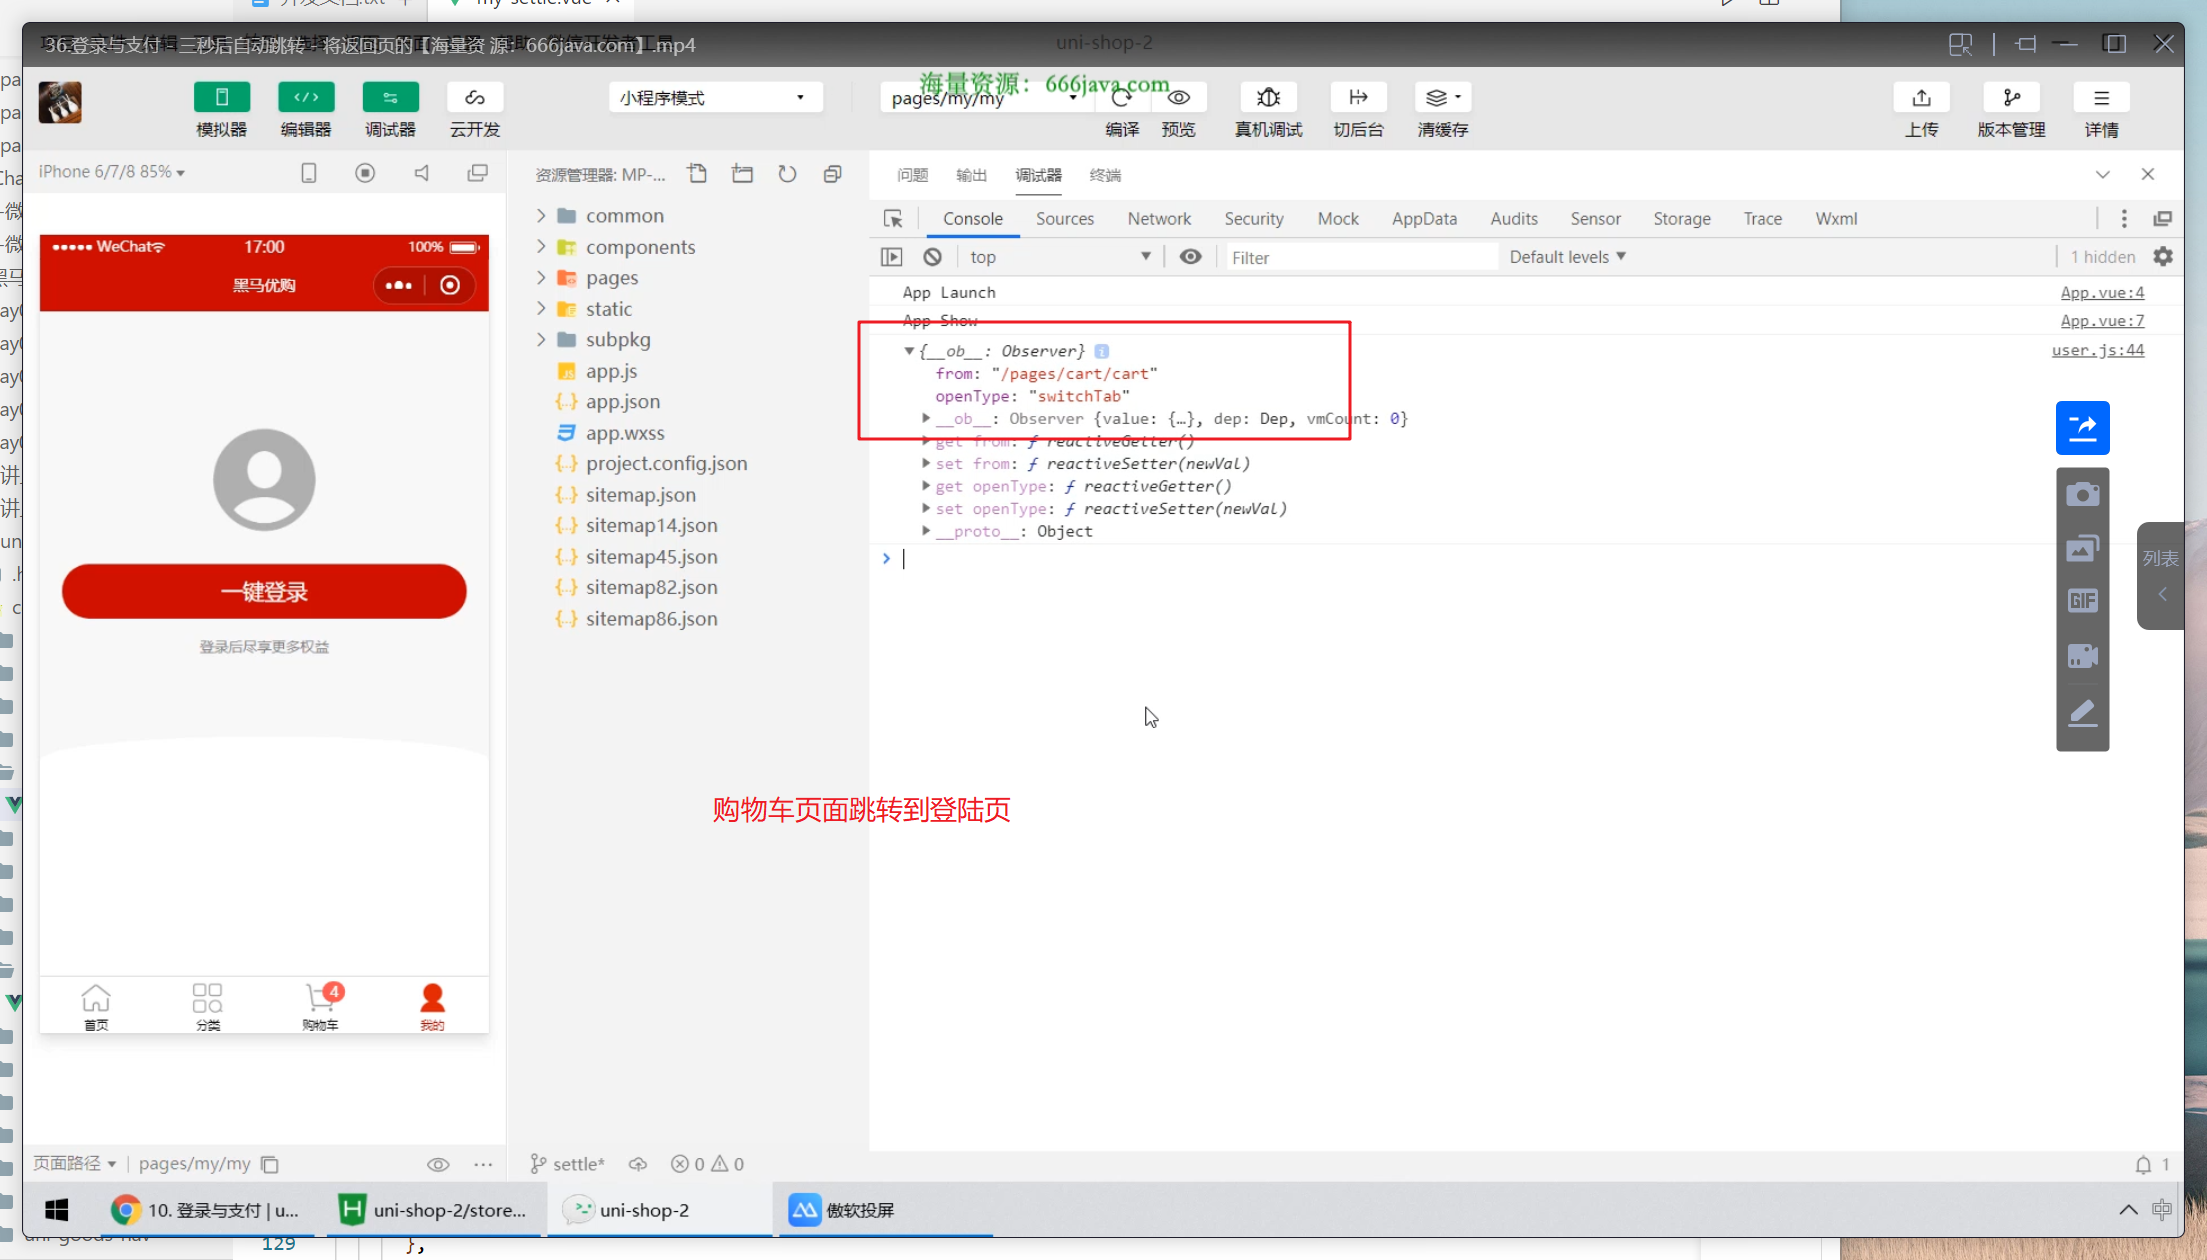 my-settle.vue
36.登录与支付 - 三秒后自动跳转 - 将返回页的【海量资 源：666java.com】.mp4
uni-shop-2
海量资源：666java.com
模拟器
编辑器
调试器
云开发
小程序模式
pages/my/my
编译
预览
真机调试
切后台
清缓存
上传
版本管理
详情
iPhone 6/7/8 85%
资源管理器: MP-...
问题
输出
调试器
终端
Console
Sources
Network
Security
Mock
AppData
Audits
Sensor
Storage
Trace
Wxml
top
Filter
Default levels
1 hidden
WeChat
17:00
100%
黑马优购
一键登录
登录后尽享更多权益
首页
分类
4
购物车
我的
common
components
pages
static
subpkg
app.js
app.json
app.wxss
project.config.json
sitemap.json
sitemap14.json
sitemap45.json
sitemap82.json
sitemap86.json
App Launch
App.vue:4
App Show
App.vue:7
{__ob__: Observer}
user.js:44
from: "/pages/cart/cart"
openType: "switchTab"
__ob__: Observer {value: {…}, dep: Dep, vmCount: 0}
get from: ƒ reactiveGetter()
set from: ƒ reactiveSetter(newVal)
get openType: ƒ reactiveGetter()
set openType: ƒ reactiveSetter(newVal)
__proto__: Object
GIF
列表
购物车页面跳转到登陆页
页面路径
pages/my/my
settle*
0
0
1
10. 登录与支付 | u...
uni-shop-2/store...
uni-shop-2
傲软投屏
中
129
},